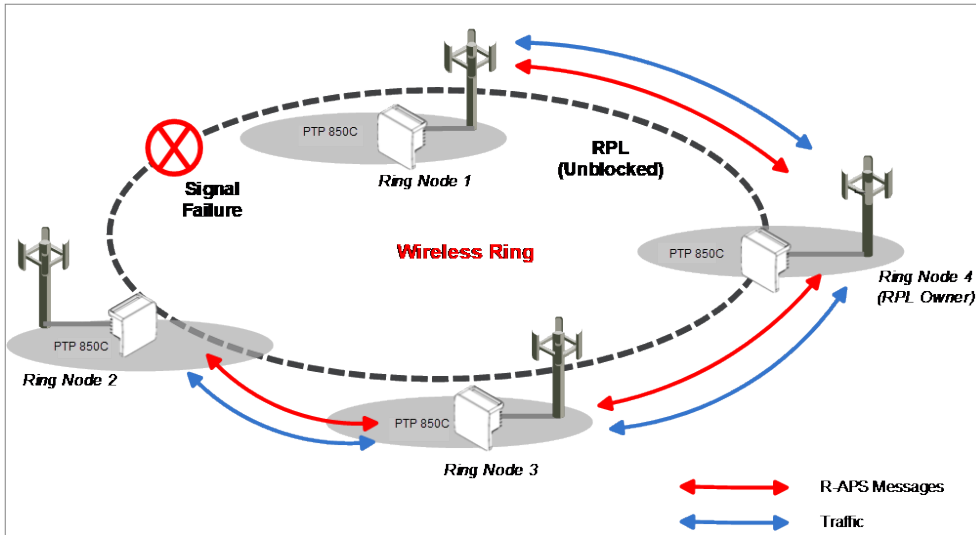 PTP 850C
Ring Node 1
RPL
(Unblocked)
Signal
Failure
Wireless Ring
PTP 850C
Ring Node 4
(RPL Owner)
PTP 850C
Ring Node 2
PTP 850C
Ring Node 3
R-APS Messages
Traffic